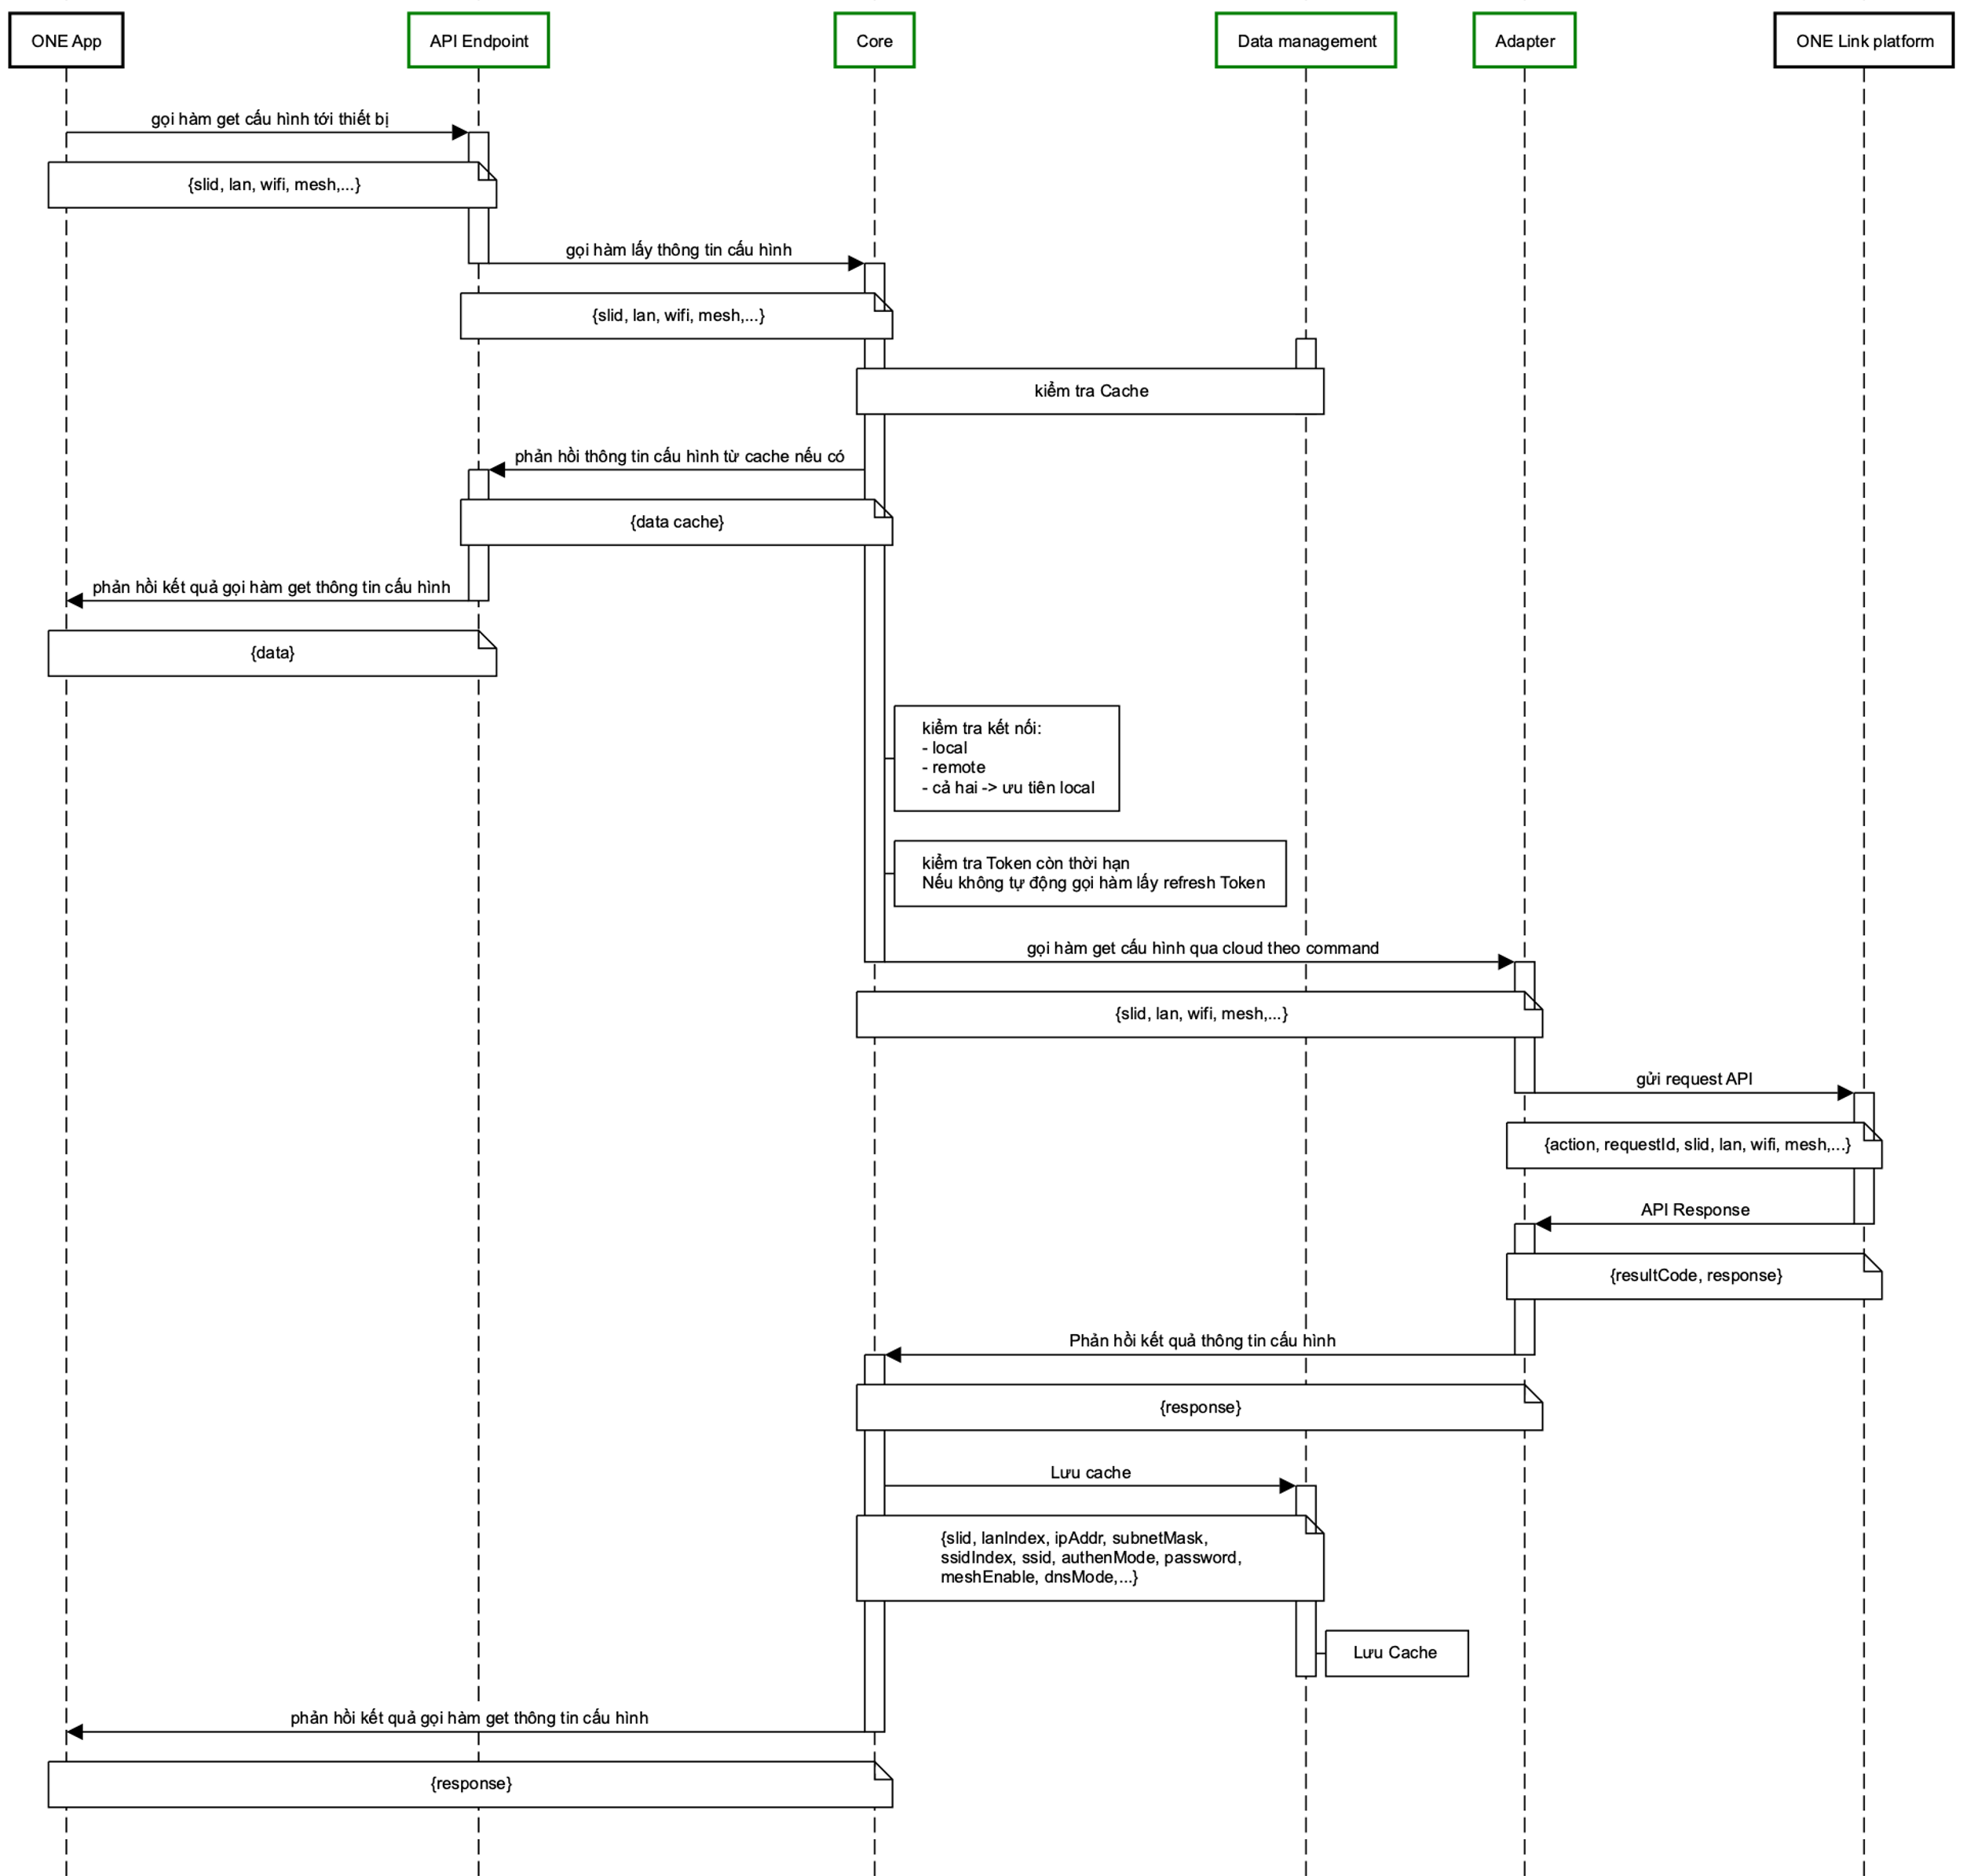 ONE App
API Endpoint
Core
Data management
Adapter
ONE Link platform
gọi hàm get cấu hình tới thiết bị
{slid, lan, wifi, mesh,...}
gọi hàm lấy thông tin cấu hình
{slid, lan, wifi, mesh,...}
kiểm tra Cache
phản hồi thông tin cấu hình từ cache nếu có
{data cache}
phản hồi kết quả gọi hàm get thông tin cấu hình
{data}
kiểm tra kết nối:
- local
- remote
- cả hai -> ưu tiên local
kiểm tra Token còn thời hạn
Nếu không tự động gọi hàm lấy refresh Token
gọi hàm get cấu hình qua cloud theo command
{slid, lan, wifi, mesh,...}
gửi request API
{action, requestId, slid, lan, wifi, mesh,...}
API Response
{resultCode, response}
Phản hồi kết quả thông tin cấu hình
{response}
Lưu cache
{slid, lanIndex, ipAddr, subnetMask,
ssidIndex, ssid, authenMode, password,
meshEnable, dnsMode,...}
Lưu Cache
phản hồi kết quả gọi hàm get thông tin cấu hình
{response}